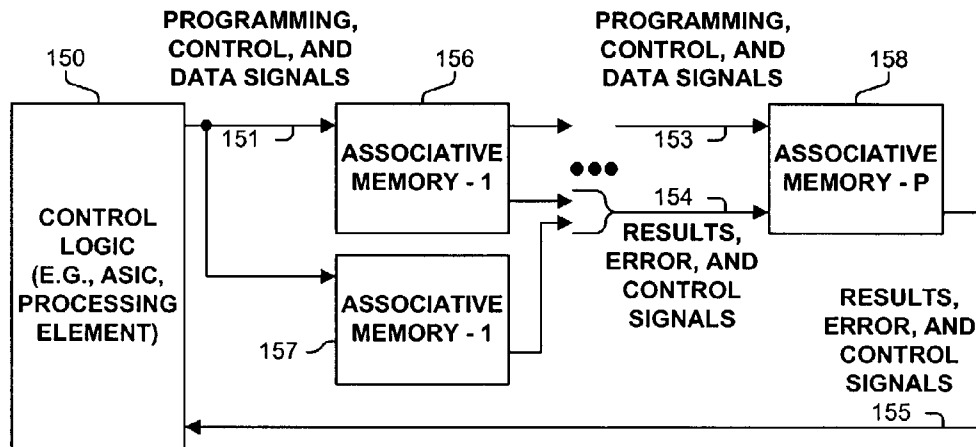 PROGRAMMING,
CONTROL, AND
DATA SIGNALS
PROGRAMMING,
CONTROL, AND
DATA SIGNALS
150
156
158
151
153
ASSOCIATIVE
MEMORY - 1
ASSOCIATIVE
MEMORY - P
CONTROL
LOGIC
(E.G., ASIC,
PROCESSING
ELEMENT)
154
RESULTS,
ERROR, AND
CONTROL
SIGNALS
ASSOCIATIVE
MEMORY - 1
157
RESULTS,
ERROR, AND
CONTROL
SIGNALS
155